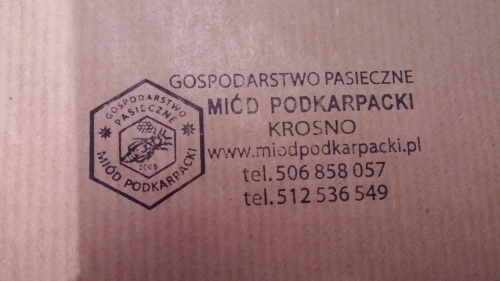 GOSPODARSTWO
PASIECZNE
2005
MIÓD PODKARPACKI
GOSPODARSTWO PASIECZNE
MIÓD PODKARPACKI
KROSNO
www.miodpodkarpacki.pl
tel. 506 858 057
tel. 512 536 549